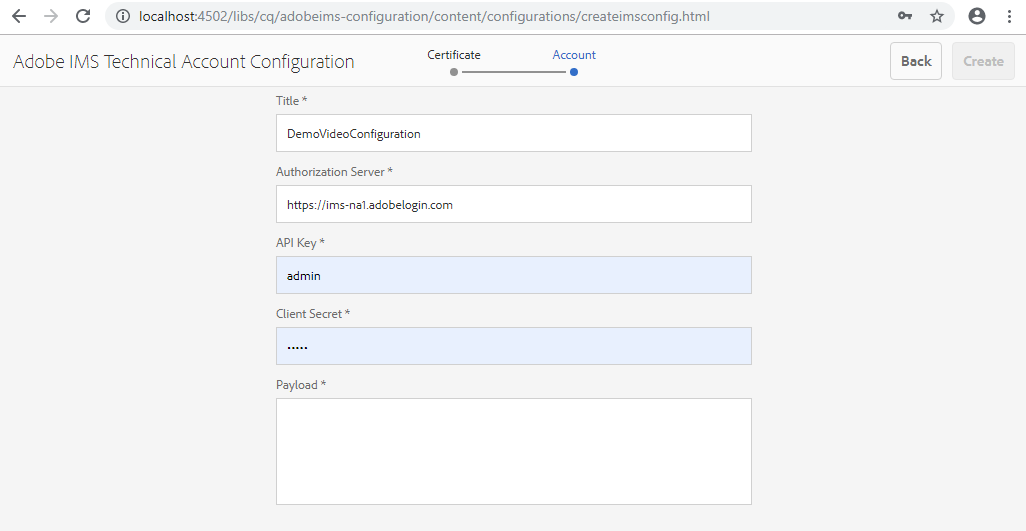 localhost:4502/libs/cq/adobeims-configuration/content/configurations/createimsconfig.html
Adobe IMS Technical Account Configuration
Certificate
Account
Back
Create
Title *
DemoVideoConfiguration
Authorization Server *
https://ims-na1.adobelogin.com
API Key *
admin
Client Secret *
•••••
Payload *